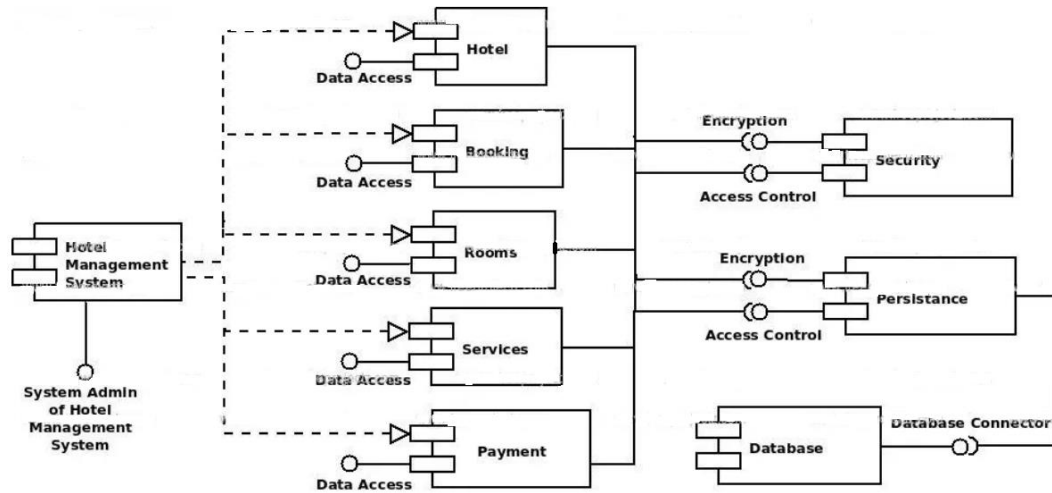 Hotel
Data Access
Encryption
Booking
Security
Data Access
Access Control
Hotel
Management
System
Rooms
Data Access
Encryption
Persistance
Access Control
Services
Data Access
System Admin
of Hotel
Management
System
Payment
Data Access
Database Connector
Database